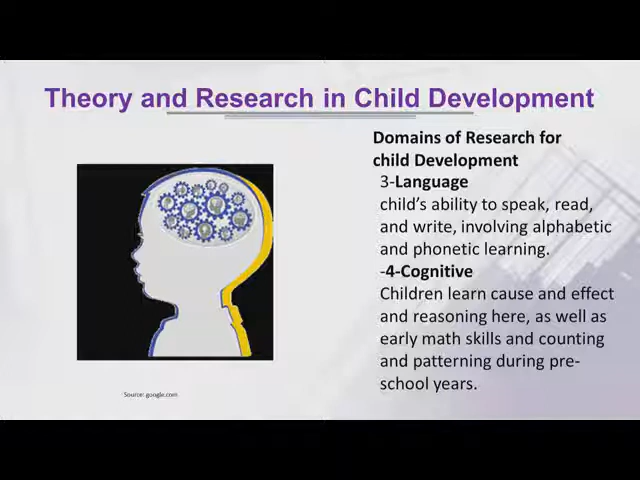 Theory and Research in Child Development
Domains of Research for
child Development
3-Language
child's ability to speak, read,
and write, involving alphabetic
and phonetic learning.
-4-Cognitive
Children learn cause and effect
and reasoning here, as well as
early math skills and counting
and patterning during pre-
school years.
Source: google.com